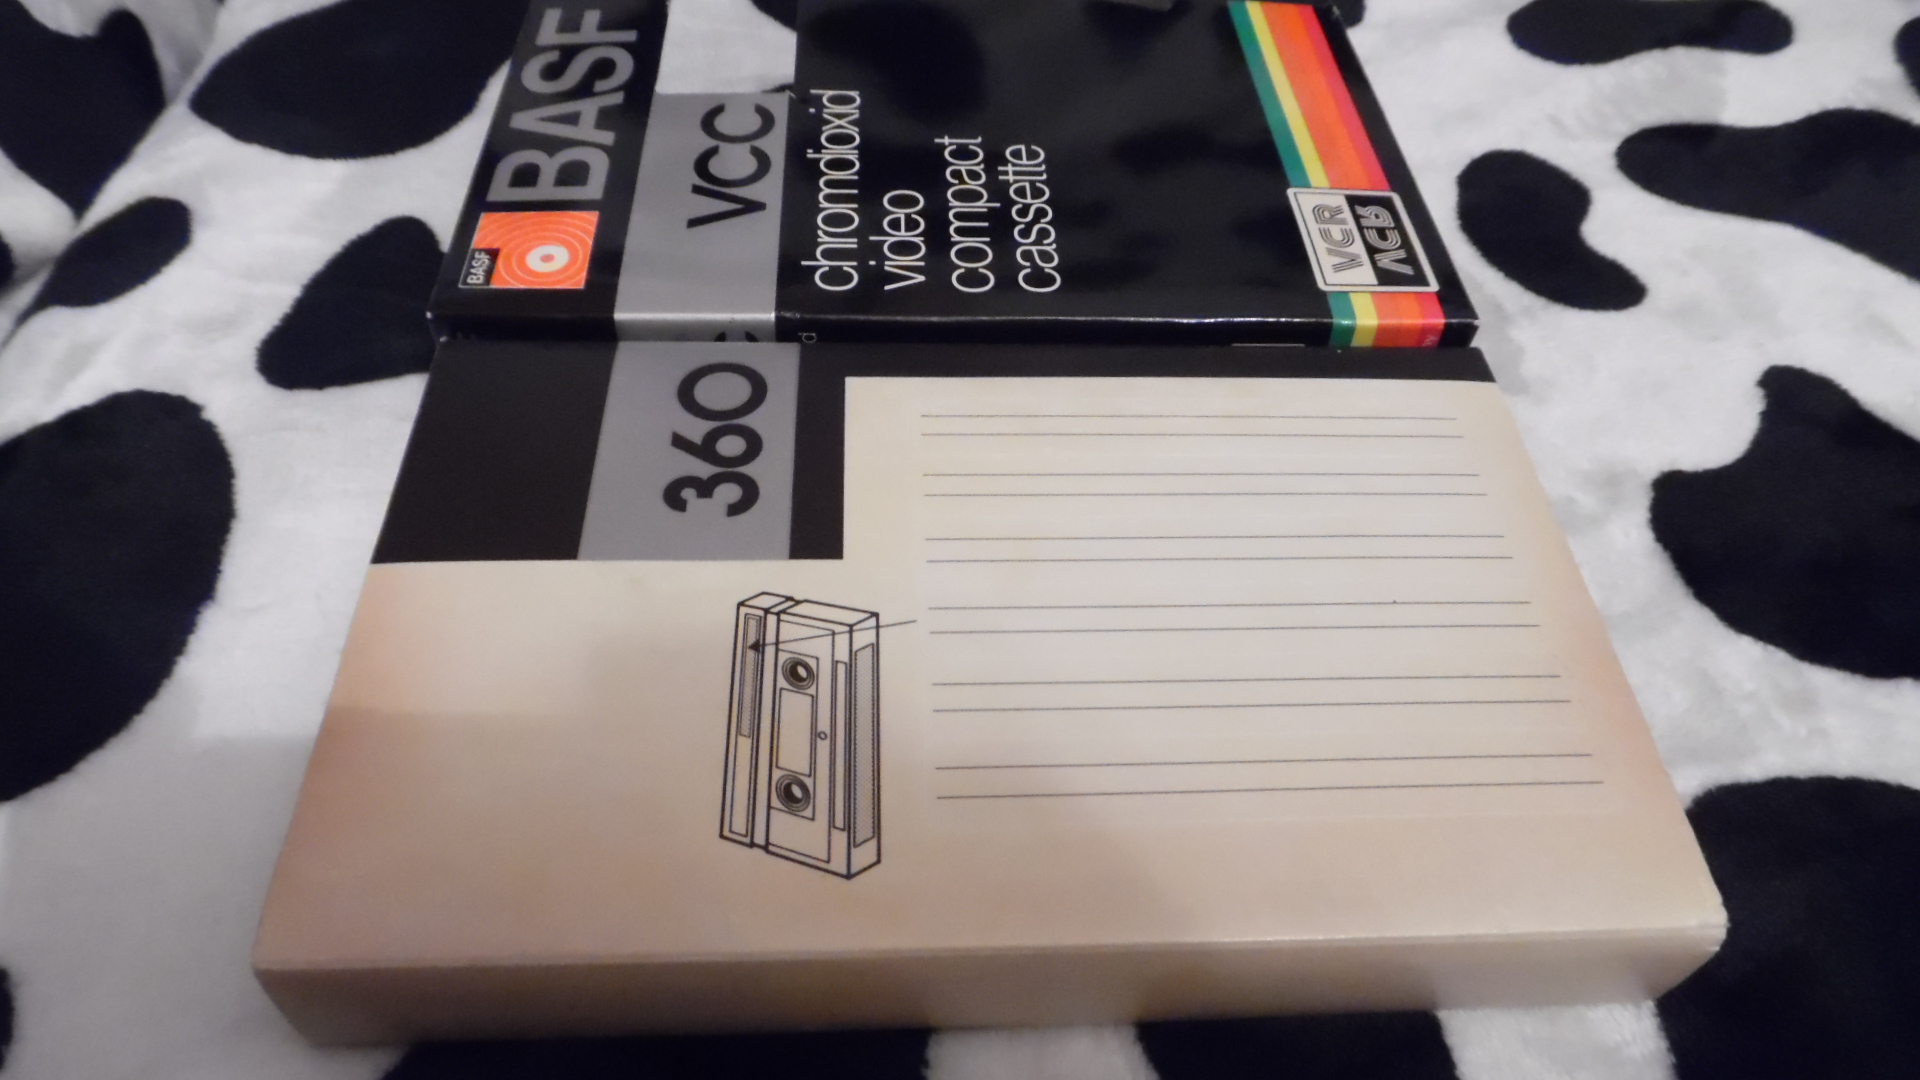 BASF
BASF
VCC
chromdioxid
video
compact
cassette
VCR
VCR
360